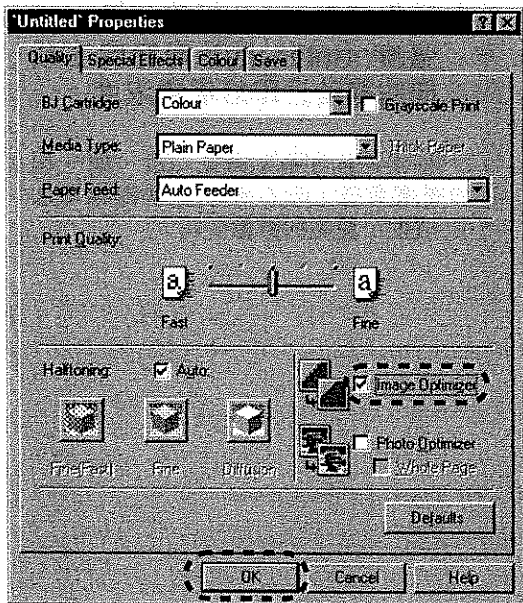 `Untitled` Properties
Quality Special Effects Colour Save
BJ Cartridge: Colour Grayscale Print
Media Type: Plain Paper Thick Paper
Paper Feed: Auto Feeder
Print Quality:
a a
Fast Fine
Halftoning: Auto Image Optimizer
Photo Optimizer
Fine(Fast) Fine Diffusion Whole Page
Defaults
OK Cancel Help